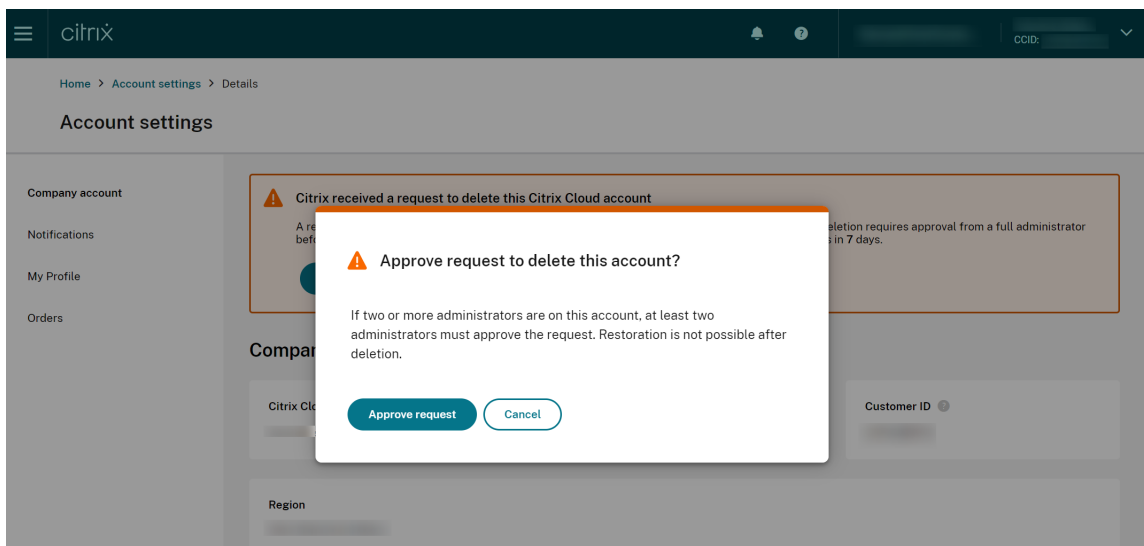 citrix
CCID:
Home > Account settings > Details
Account settings
Company account
Notifications
My Profile
Orders
Citrix received a request to delete this Citrix Cloud account
eletion requires approval from a full administrator
in 7 days.
Approve request to delete this account?
If two or more administrators are on this account, at least two
administrators must approve the request. Restoration is not possible after
deletion.
Approve request
Cancel
Compan
Citrix Clo
Customer ID
Region